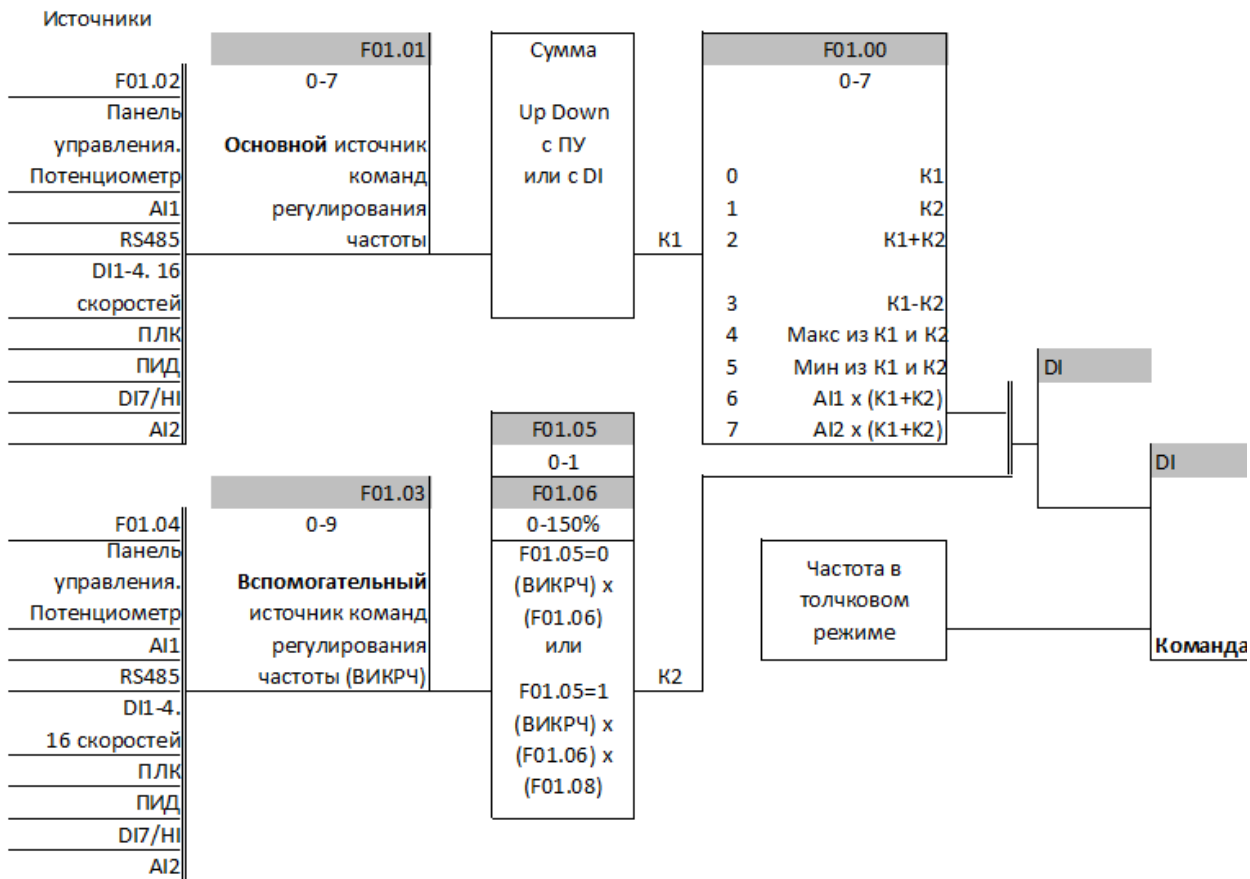 Источники
F01.01
0-7
F01.02
Панель
управления.
Потенциометр
AI1
RS485
DI1-4. 16
скоростей
ПЛК
ПИД
DI7/HI
AI2
Основной источник
команд
регулирования
частоты
Сумма
Up Down
с ПУ
или с DI
К1
F01.00
0-7
0 К1
1 К2
2 К1+К2
3 К1-К2
4 Макс из К1 и К2
5 Мин из К1 и К2
6 AI1 x (К1+К2)
7 AI2 x (К1+К2)
DI
DI
F01.03
0-9
F01.04
Панель
управления.
Потенциометр
AI1
RS485
DI1-4.
16 скоростей
ПЛК
ПИД
DI7/HI
AI2
Вспомогательный
источник команд
регулирования
частоты (ВИКРЧ)
F01.05
0-1
F01.06
0-150%
F01.05=0
(ВИКРЧ) x
(F01.06)
или
F01.05=1
(ВИКРЧ) x
(F01.06) x
(F01.08)
К2
Частота в
толчковом
режиме
Команда